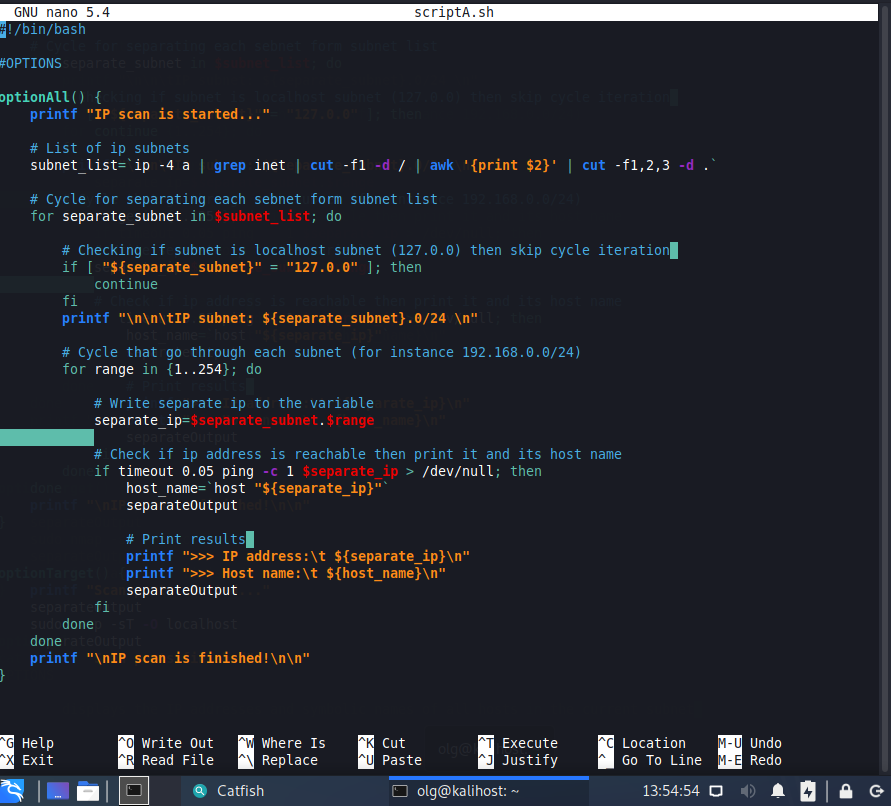 GNU nano 5.4 scriptA.sh
#!/bin/bash
#OPTIONS
optionAll() {
printf "IP scan is started..."
# List of ip subnets
subnet_list=`ip -4 a | grep inet | cut -f1 -d / | awk '{print $2}' | cut -f1,2,3 -d .`
# Cycle for separating each sebnet form subnet list
for separate_subnet in $subnet_list; do
# Checking if subnet is localhost subnet (127.0.0) then skip cycle iteration
if [ "${separate_subnet}" = "127.0.0" ]; then
continue
fi
printf "\n\n\tIP subnet: ${separate_subnet}.0/24 \n"
# Cycle that go through each subnet (for instance 192.168.0.0/24)
for range in {1..254}; do
# Write separate ip to the variable
separate_ip=$separate_subnet.$range
# Check if ip address is reachable then print it and its host name
if timeout 0.05 ping -c 1 $separate_ip > /dev/null; then
host_name=`host "${separate_ip}"`
separateOutput
# Print results
printf ">>> IP address:\t ${separate_ip}\n"
printf ">>> Host name:\t ${host_name}\n"
separateOutput
fi
done
done
printf "\nIP scan is finished!\n\n"
}
^G Help ^O Write Out ^W Where Is ^K Cut ^T Execute ^C Location M-U Undo
^X Exit ^R Read File ^\ Replace ^U Paste ^J Justify ^_ Go To Line M-E Redo
Catfish olg@kalihost: ~ 13:54:54